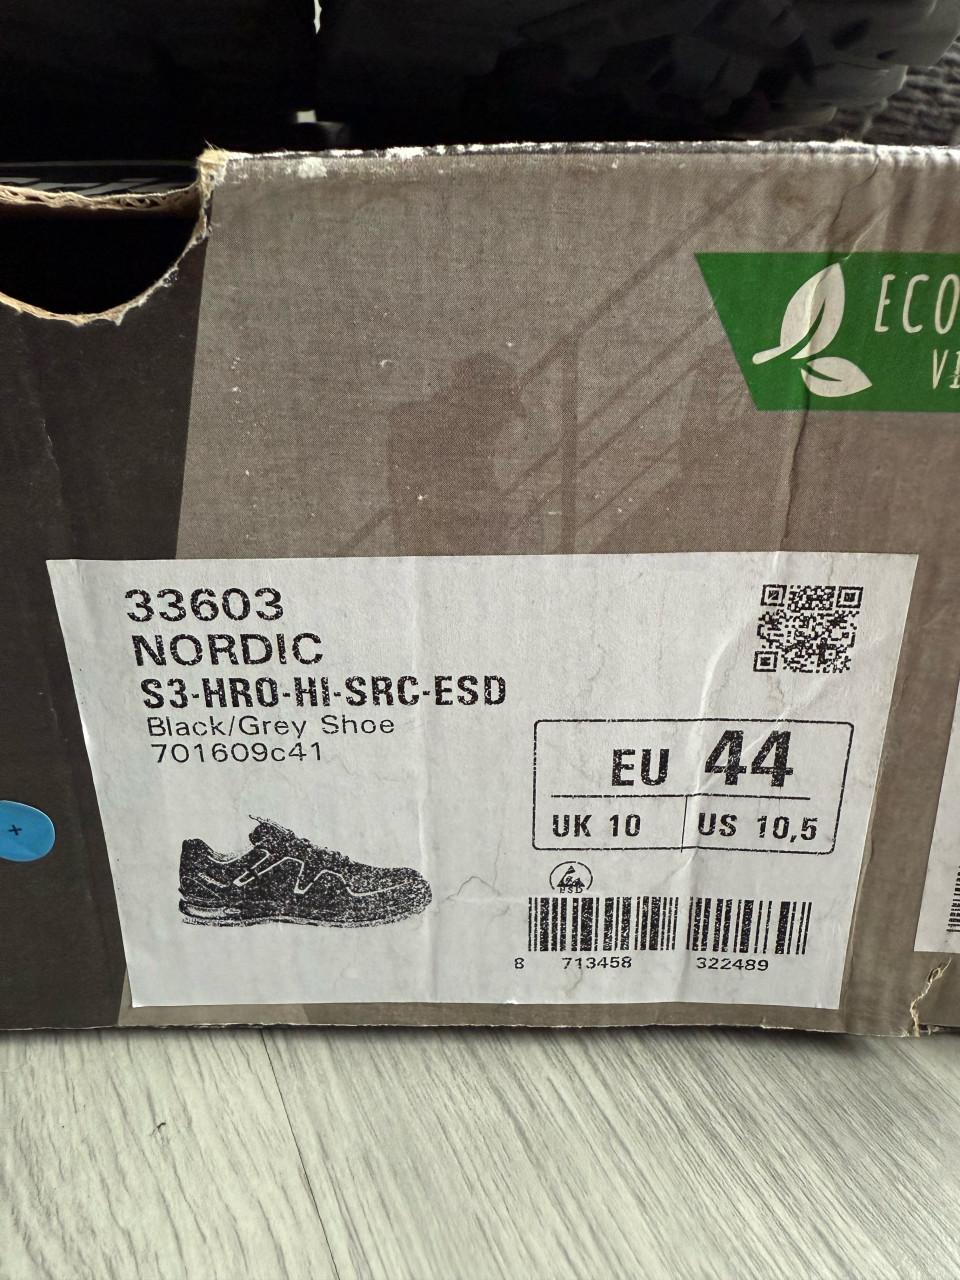 ECO
33603
NORDIC
S3-HRO-HI-SRC-ESD
Black/Grey Shoe
701609c41
EU 44
UK 10 US 10,5
ESD
8 713458 322489